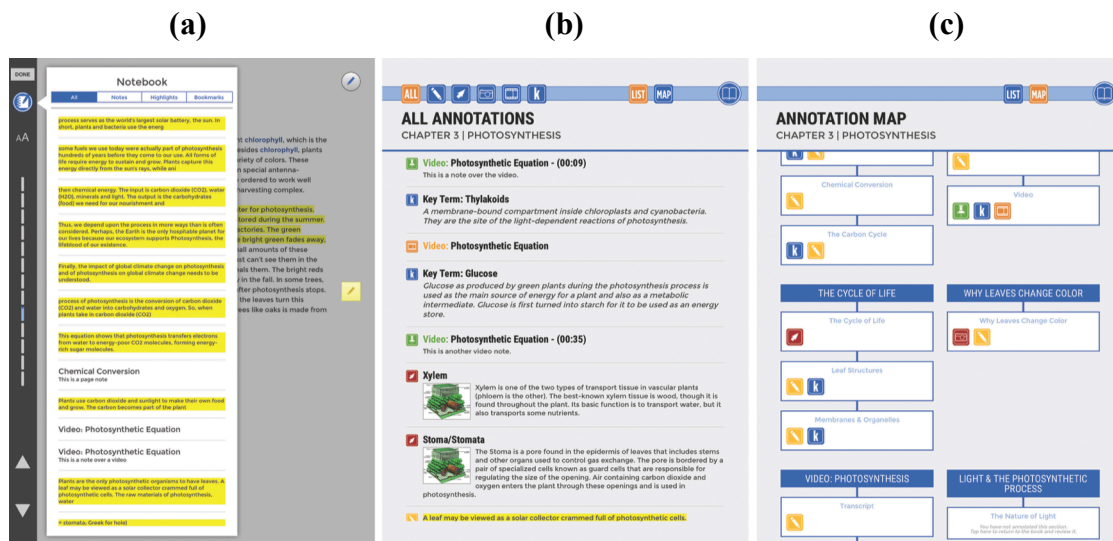 (a)
(b)
(c)
DONE
AA
Notebook
All
Notes
Highlights
Bookmarks
process serves as the world's largest solar battery, the sun. In
short, plants and bacteria use the energ
some fuels we use today were actually part of photosynthesis
hundreds of years before they came to our use. All forms of
life require energy to sustain and grow. Plants capture this
energy directly from the sun's rays, while ani
then chemical energy. The input is carbon dioxide (CO2), water
(H2O), minerals and light. The output is the carbohydrates
(food) we need for our nourishment and
Thus, we depend upon the process in more ways than is often
considered. Perhaps, the Earth is the only hospitable planet for
our lives because our ecosystem supports Photosynthesis, the
lifeblood of our existence.
Finally, the impact of global climate change on photosynthesis
and of photosynthesis on global climate change needs to be
understood.
process of photosynthesis is the conversion of carbon dioxide
(CO2) and water into carbohydrates and oxygen. So, when
plants take in carbon dioxide (CO2)
This equation shows that photosynthesis transfers electrons
from water to energy-poor CO2 molecules, forming energy-
rich sugar molecules.
Chemical Conversion
This is a page note
Plants use carbon dioxide and sunlight to make their own food
and grow. The carbon becomes part of the plant
Video: Photosynthetic Equation
Video: Photosynthetic Equation
This is a note over a video
Plants are the only photosynthetic organisms to have leaves. A
leaf may be viewed as a solar collector crammed full of
photosynthetic cells. The raw materials of photosynthesis,
water
= stomata. Greek for hole)
t chlorophyll, which is the
esides chlorophyll, plants
riety of colors. These
n special antenna-
e ordered to work well
harvesting complex.
ater for photosynthesis,
tored during the summer.
actories. The green
e bright green fades away,
all amounts of these
st can't see them in the
als them. The bright reds
y in the fall. In some trees,
fter photosynthesis stops.
the leaves turn this
ees like oaks is made from
ALL
k
LIST
MAP
ALL ANNOTATIONS
CHAPTER 3 | PHOTOSYNTHESIS
Video: Photosynthetic Equation - (00:09)
This is a note over the video.
k Key Term: Thylakoids
A membrane-bound compartment inside chloroplasts and cyanobacteria.
They are the site of the light-dependent reactions of photosynthesis.
Video: Photosynthetic Equation
k Key Term: Glucose
Glucose as produced by green plants during the photosynthesis process is
used as the main source of energy for a plant and also as a metabolic
intermediate. Glucose is first turned into starch for it to be used as an energy
store.
Video: Photosynthetic Equation - (00:35)
This is another video note.
Xylem
Xylem is one of the two types of transport tissue in vascular plants
(phloem is the other). The best-known xylem tissue is wood, though it is
found throughout the plant. Its basic function is to transport water, but it
also transports some nutrients.
Stoma/Stomata
The Stoma is a pore found in the epidermis of leaves that includes stems
and other organs used to control gas exchange. The pore is bordered by a
pair of specialized cells known as guard cells that are responsible for
regulating the size of the opening. Air containing carbon dioxide and
oxygen enters the plant through these openings and is used in
photosynthesis.
A leaf may be viewed as a solar collector crammed full of photosynthetic cells.
LIST
MAP
ANNOTATION MAP
CHAPTER 3 | PHOTOSYNTHESIS
k
Chemical Conversion
Video
k
The Carbon Cycle
k
THE CYCLE OF LIFE
WHY LEAVES CHANGE COLOR
The Cycle of Life
Why Leaves Change Color
Leaf Structures
k
Membranes & Organelles
k
VIDEO: PHOTOSYNTHESIS
LIGHT & THE PHOTOSYNTHETIC
PROCESS
Transcript
The Nature of Light
You have not annotated this section.
Tap here to return to the book and review it.